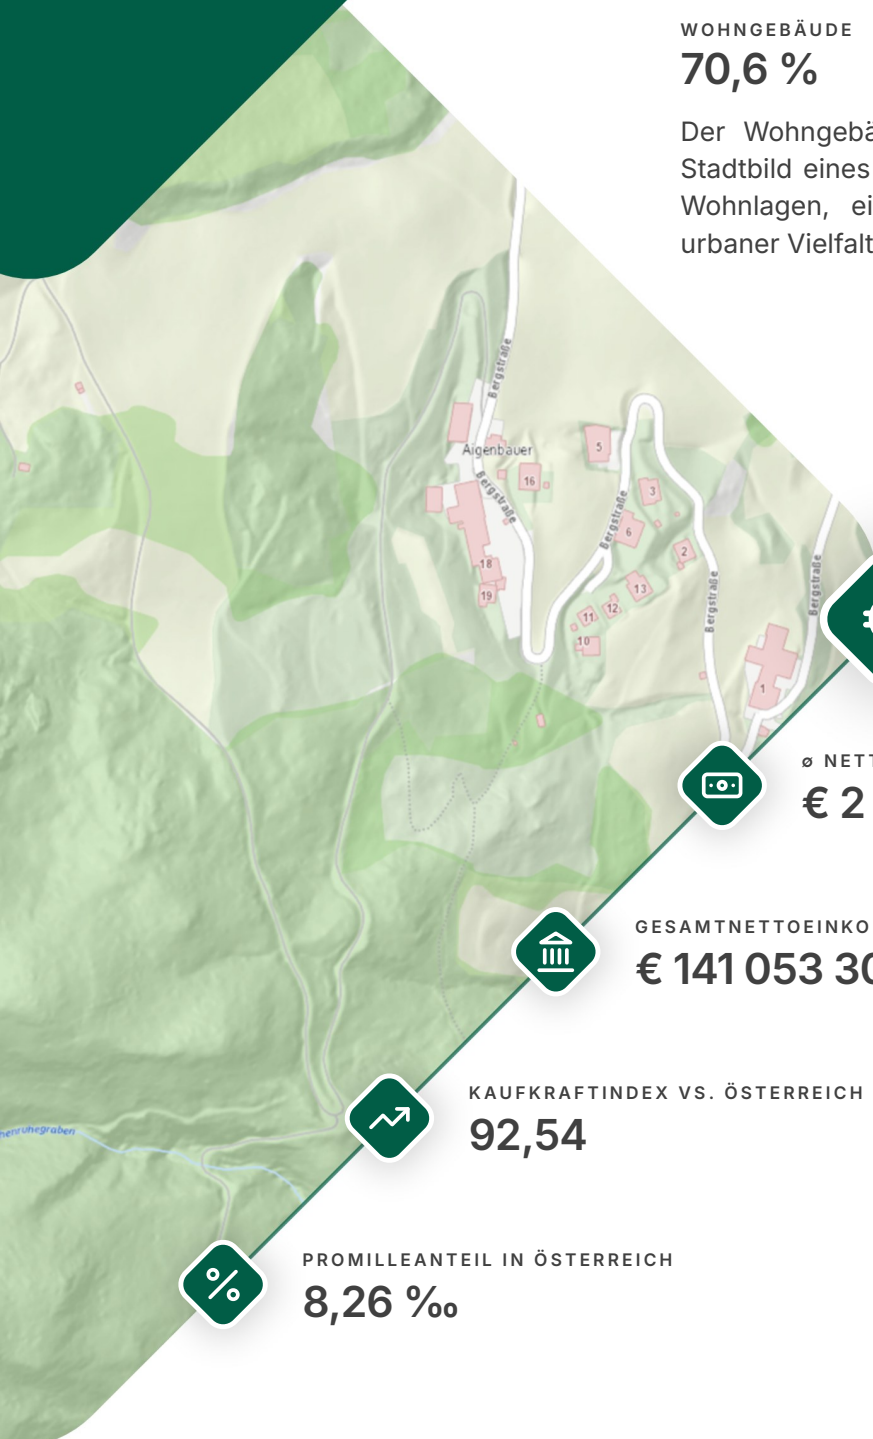 WOHNGEBÄUDE
70,6 %
Der Wohngebä
Stadtbild eines
Wohnlagen, ei
urbaner Vielfalt
Bergstraße
Aigenbauer
5
16
Bergstraße
3
Bergstraße
6
2
Bergstraße
Bergstraße
18
13
19
12
11
10
1
ø NETT
€ 2
GESAMTNETTOEINKO
€ 141 053 30
KAUFKRAFTINDEX VS. ÖSTERREICH
92,54
PROMILLEANTEIL IN ÖSTERREICH
8,26 ‰